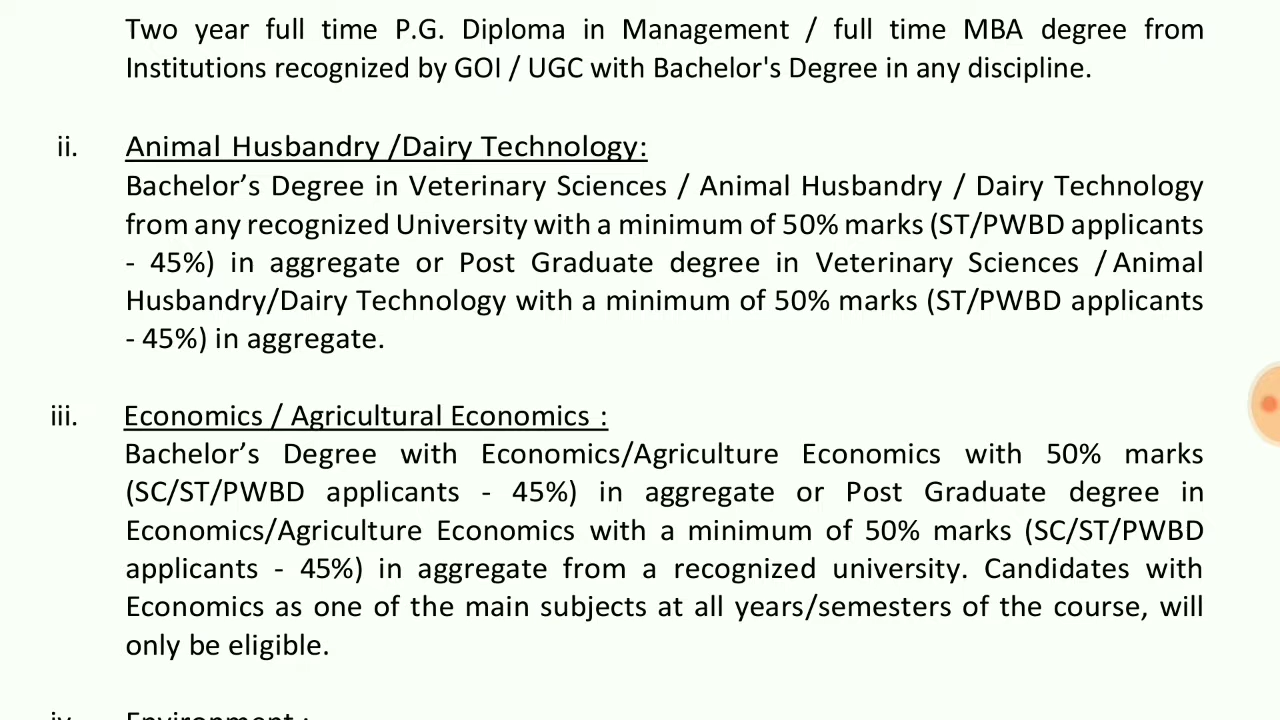 Two year full time P.G. Diploma in Management / full time MBA degree from
Institutions recognized by GOI / UGC with Bachelor's Degree in any discipline.
ii. Animal Husbandry /Dairy Technology:
Bachelor’s Degree in Veterinary Sciences / Animal Husbandry / Dairy Technology
from any recognized University with a minimum of 50% marks (ST/PWBD applicants
- 45%) in aggregate or Post Graduate degree in Veterinary Sciences / Animal
Husbandry/Dairy Technology with a minimum of 50% marks (ST/PWBD applicants
- 45%) in aggregate.
iii. Economics / Agricultural Economics :
Bachelor’s Degree with Economics/Agriculture Economics with 50% marks
(SC/ST/PWBD applicants - 45%) in aggregate or Post Graduate degree in
Economics/Agriculture Economics with a minimum of 50% marks (SC/ST/PWBD
applicants - 45%) in aggregate from a recognized university. Candidates with
Economics as one of the main subjects at all years/semesters of the course, will
only be eligible.
iv. Environment :